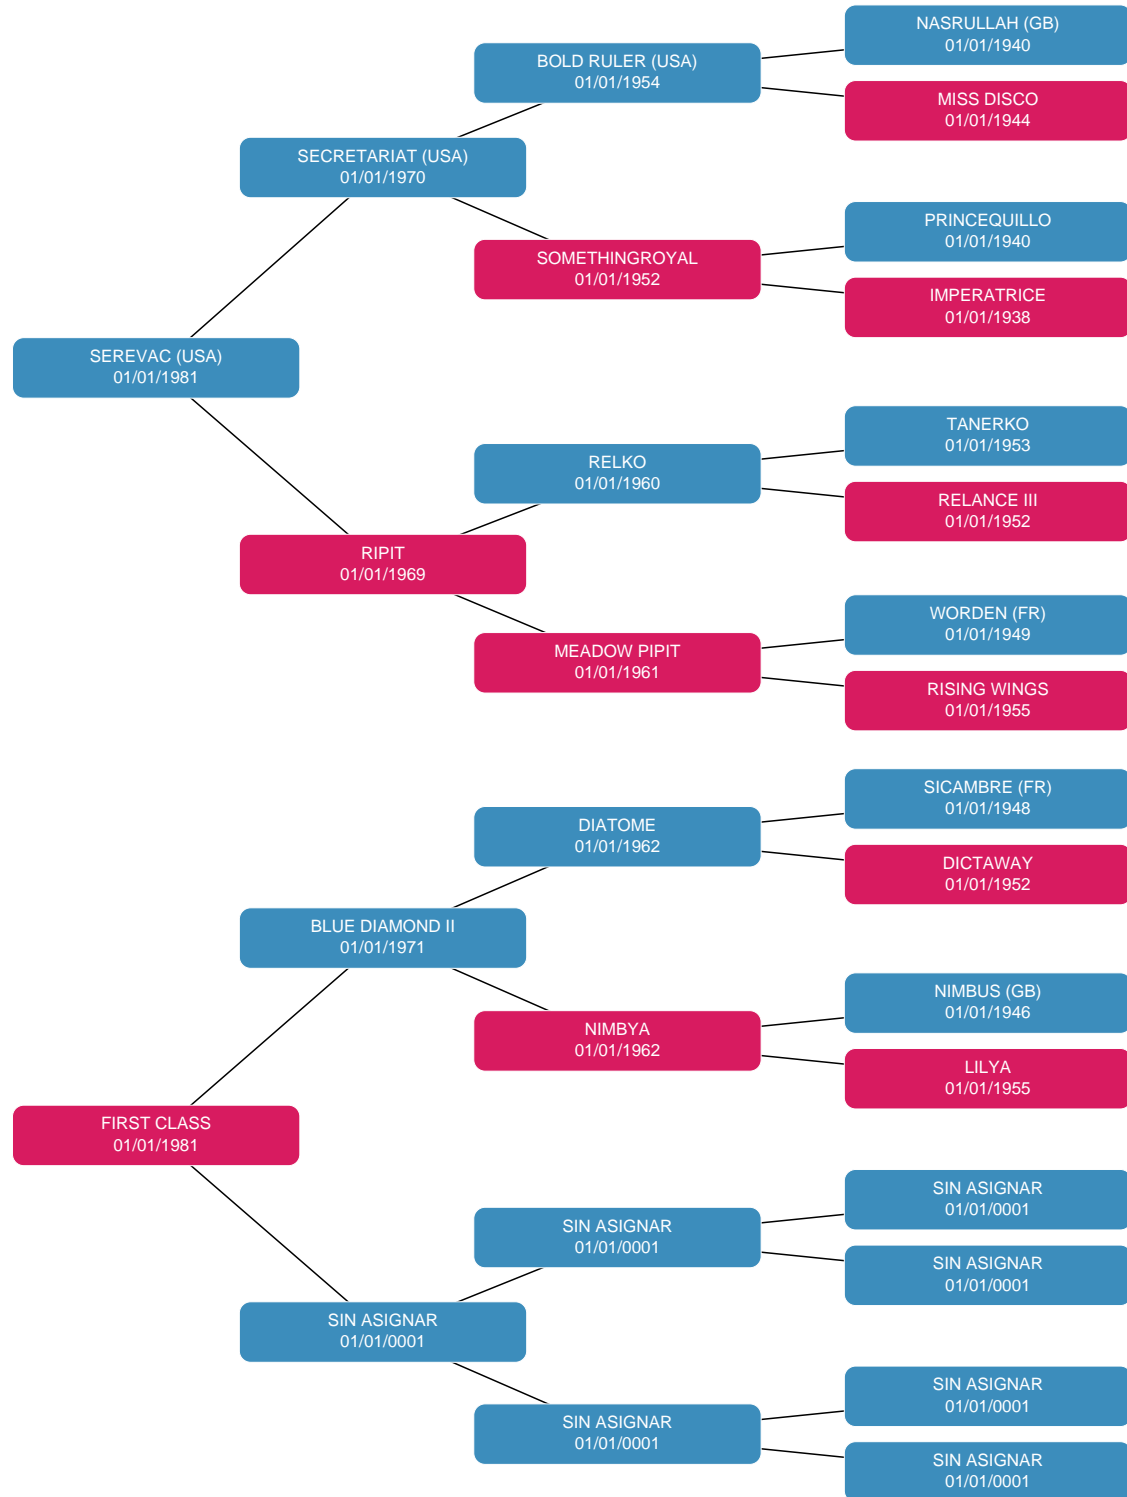 NASRULLAH (GB)
01/01/1940
BOLD RULER (USA)
01/01/1954
MISS DISCO
01/01/1944
SECRETARIAT (USA)
01/01/1970
PRINCEQUILLO
01/01/1940
SOMETHINGROYAL
01/01/1952
IMPERATRICE
01/01/1938
SEREVAC (USA)
01/01/1981
TANERKO
01/01/1953
RELKO
01/01/1960
RELANCE III
01/01/1952
RIPIT
01/01/1969
WORDEN (FR)
01/01/1949
MEADOW PIPIT
01/01/1961
RISING WINGS
01/01/1955
SICAMBRE (FR)
01/01/1948
DIATOME
01/01/1962
DICTAWAY
01/01/1952
BLUE DIAMOND II
01/01/1971
NIMBUS (GB)
01/01/1946
NIMBYA
01/01/1962
LILYA
01/01/1955
FIRST CLASS
01/01/1981
SIN ASIGNAR
01/01/0001
SIN ASIGNAR
01/01/0001
SIN ASIGNAR
01/01/0001
SIN ASIGNAR
01/01/0001
SIN ASIGNAR
01/01/0001
SIN ASIGNAR
01/01/0001
SIN ASIGNAR
01/01/0001